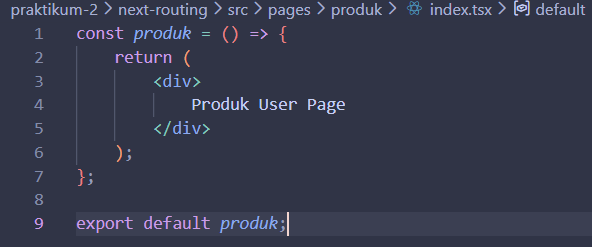 praktikum-2 > next-routing > src > pages > produk > index.tsx > default
1 const produk = () => {
2     return (
3         <div>
4             Produk User Page
5         </div>
6     );
7 };
8
9 export default produk;